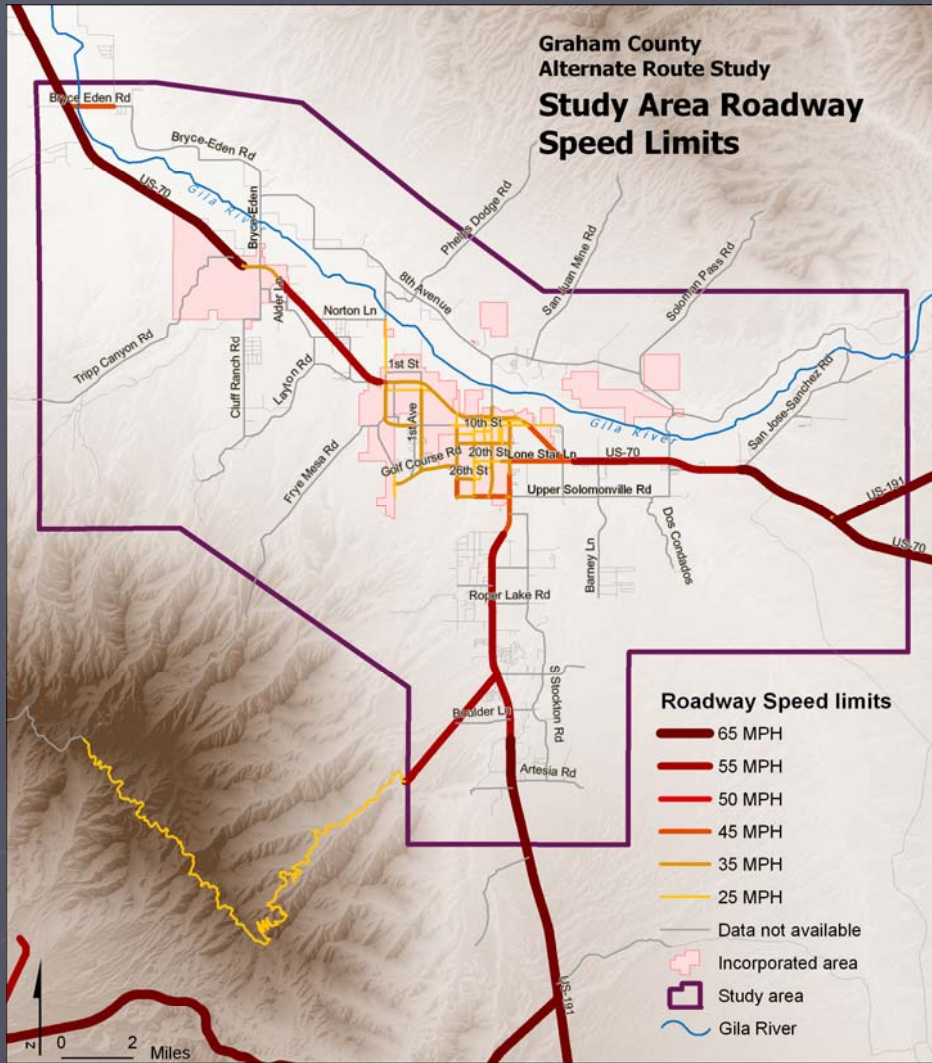 Graham County
Alternate Route Study
Study Area Roadway
Speed Limits
Bryce Eden Rd
Bryce-Eden Rd
US-70
Gila River
Bryce-Eden
Phelps Dodge Rd
San Juan Mine Rd
Solomon Pass Rd
8th Avenue
Alder Ln
Norton Ln
Tripp Canyon Rd
Cluff Ranch Rd
Layton Rd
1st St
1st Ave
San Jose-Sanchez Rd
10th St
Gila River
Frye Mesa Rd
Golf Course Rd
20th St
Lone Star Ln
US-70
26th St
Upper Solomonville Rd
US-191
US-70
Dos Condados
Barney Ln
Roper Lake Rd
S Stockton Rd
Boulder Ln
Artesia Rd
US-191
Roadway Speed limits
65 MPH
55 MPH
50 MPH
45 MPH
35 MPH
25 MPH
Data not available
Incorporated area
Study area
Gila River
N
0 2
Miles